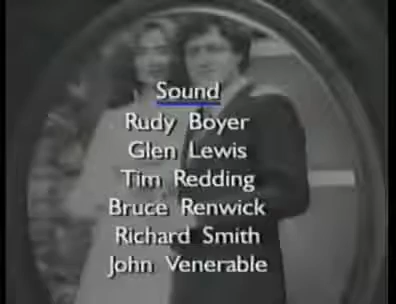 Sound
Rudy Boyer
Glen Lewis
Tim Redding
Bruce Renwick
Richard Smith
John Venerable